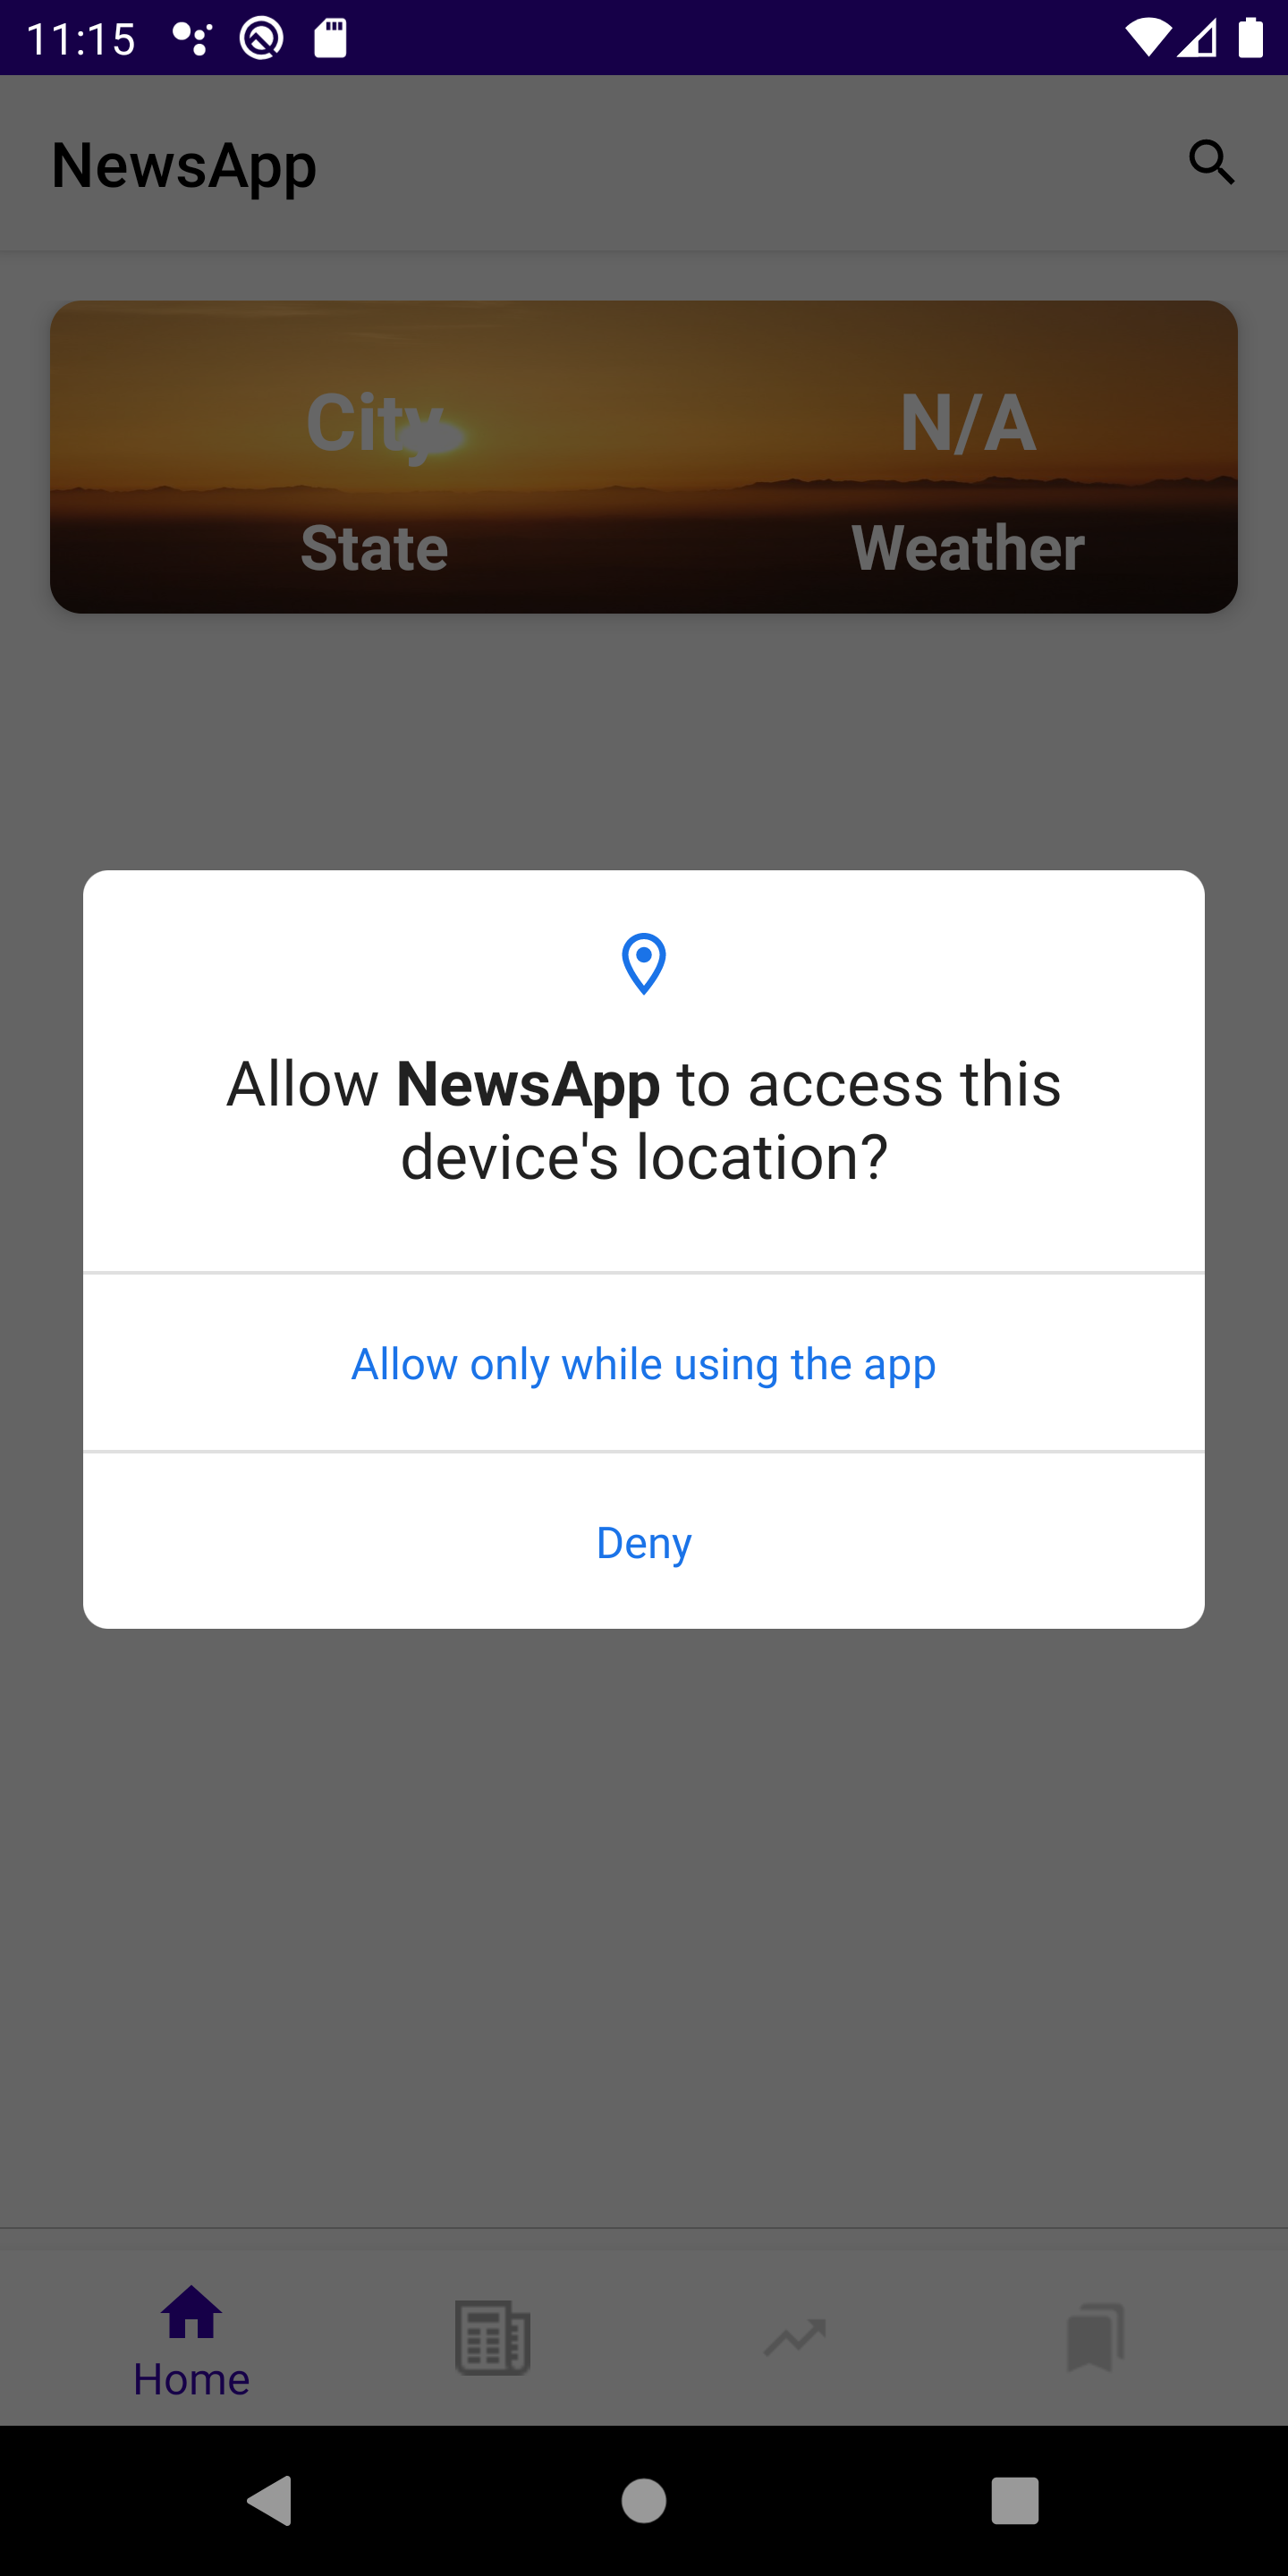 11:15
NewsApp
City
N/A
State
Weather
Allow NewsApp to access this
device's location?
Allow only while using the app
Deny
Home